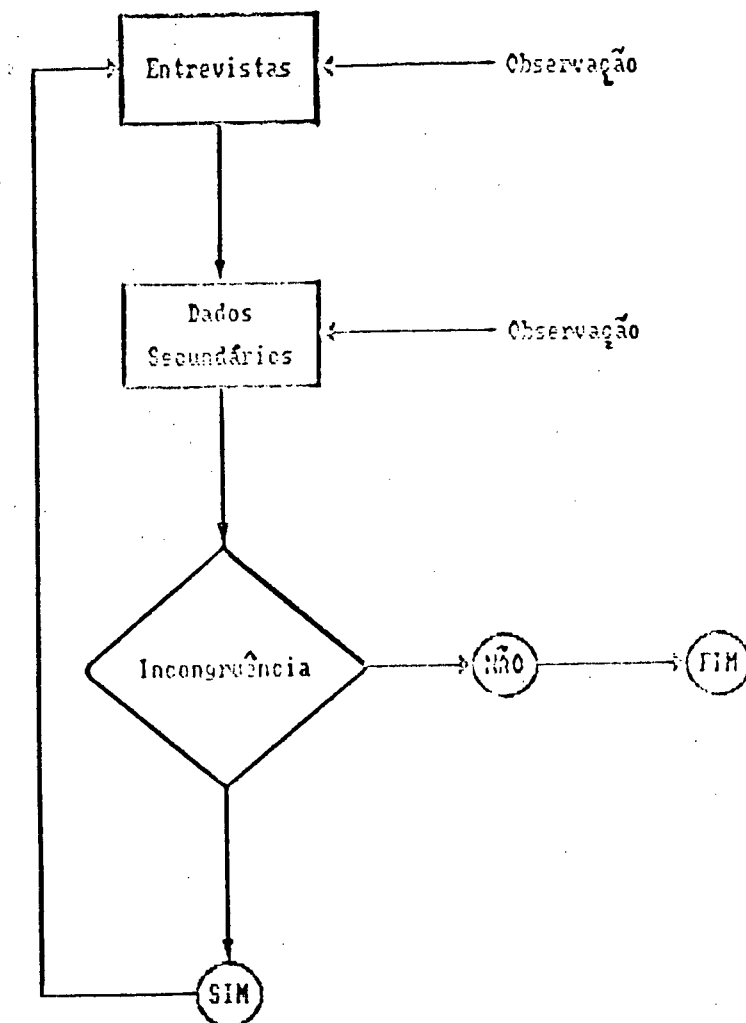 Entrevistas
Observação
Dados
Secundários
Observação
Incongruência
NÃO
FIM
SIM